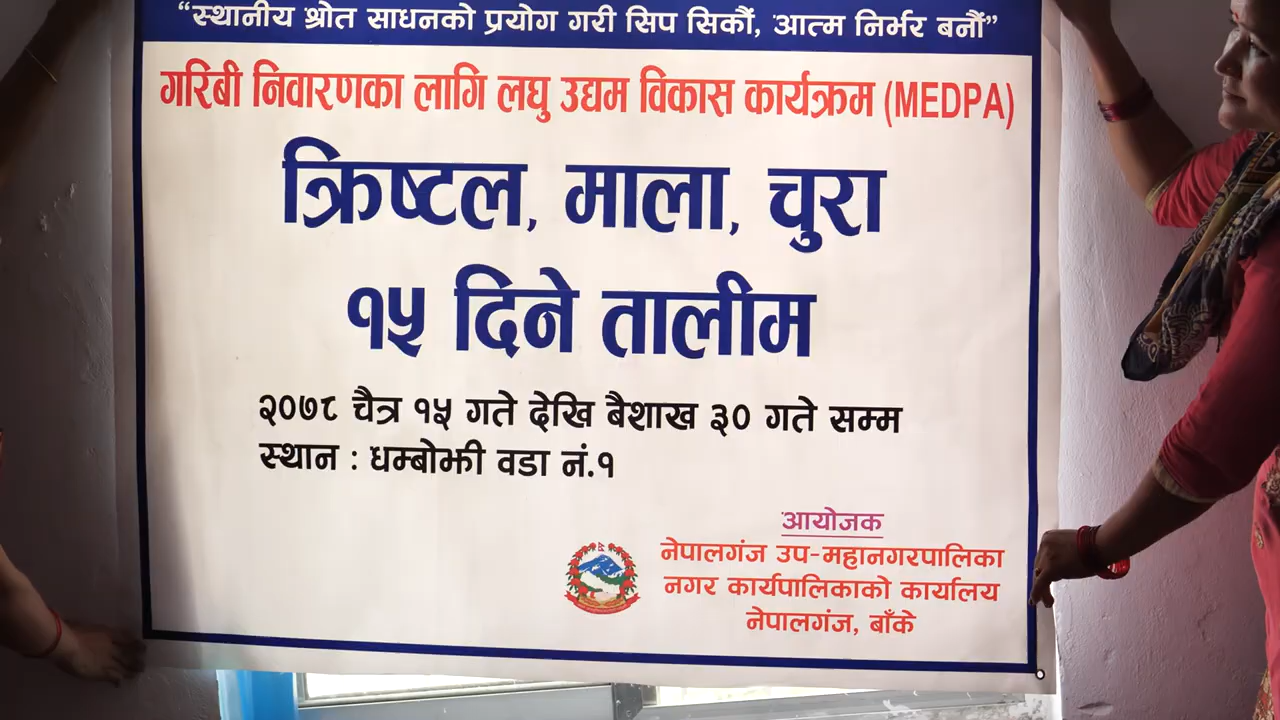 “स्थानीय श्रोत साधनको प्रयोग गरी सिप सिकौं, आत्म निर्भर बनौं”
गरिबी निवारणका लागि लघु उद्यम विकास कार्यक्रम (MEDPA)
क्रिष्टल, माला, चुरा
१५ दिने तालीम
२०७८ चैत्र १५ गते देखि बैशाख ३० गते सम्म
स्थान : धम्बोझी वडा नं.१
आयोजक
नेपालगंज उप-महानगरपालिका
नगर कार्यपालिकाको कार्यालय
नेपालगंज, बाँके